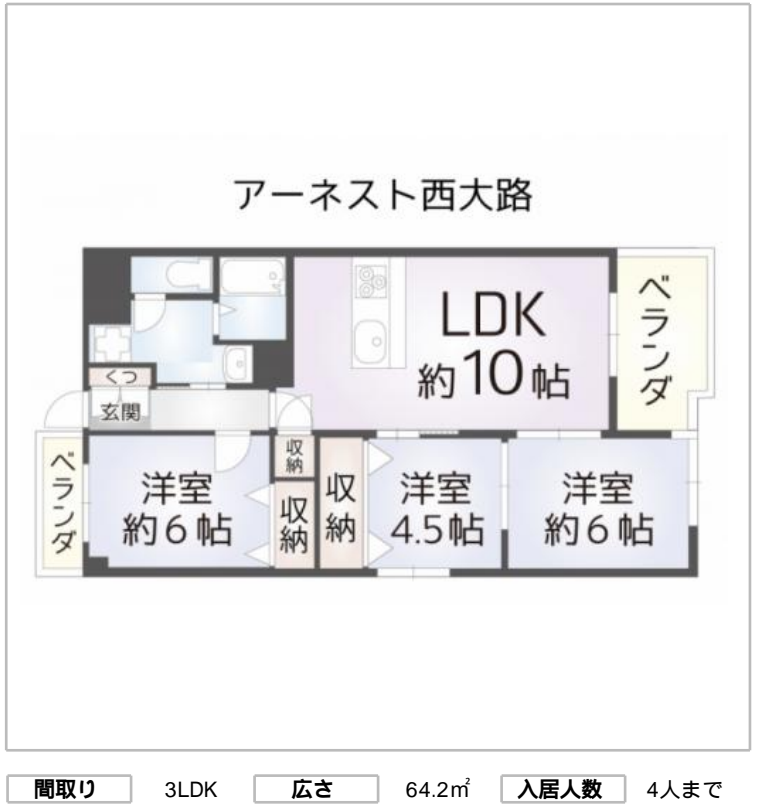 アーネスト西大路
LDK
約10帖
ベランダ
くつ
玄関
収納
ベランダ
洋室
約6帖
収納
収納
洋室
4.5帖
洋室
約6帖
間取り 3LDK 広さ 64.2㎡ 入居人数 4人まで